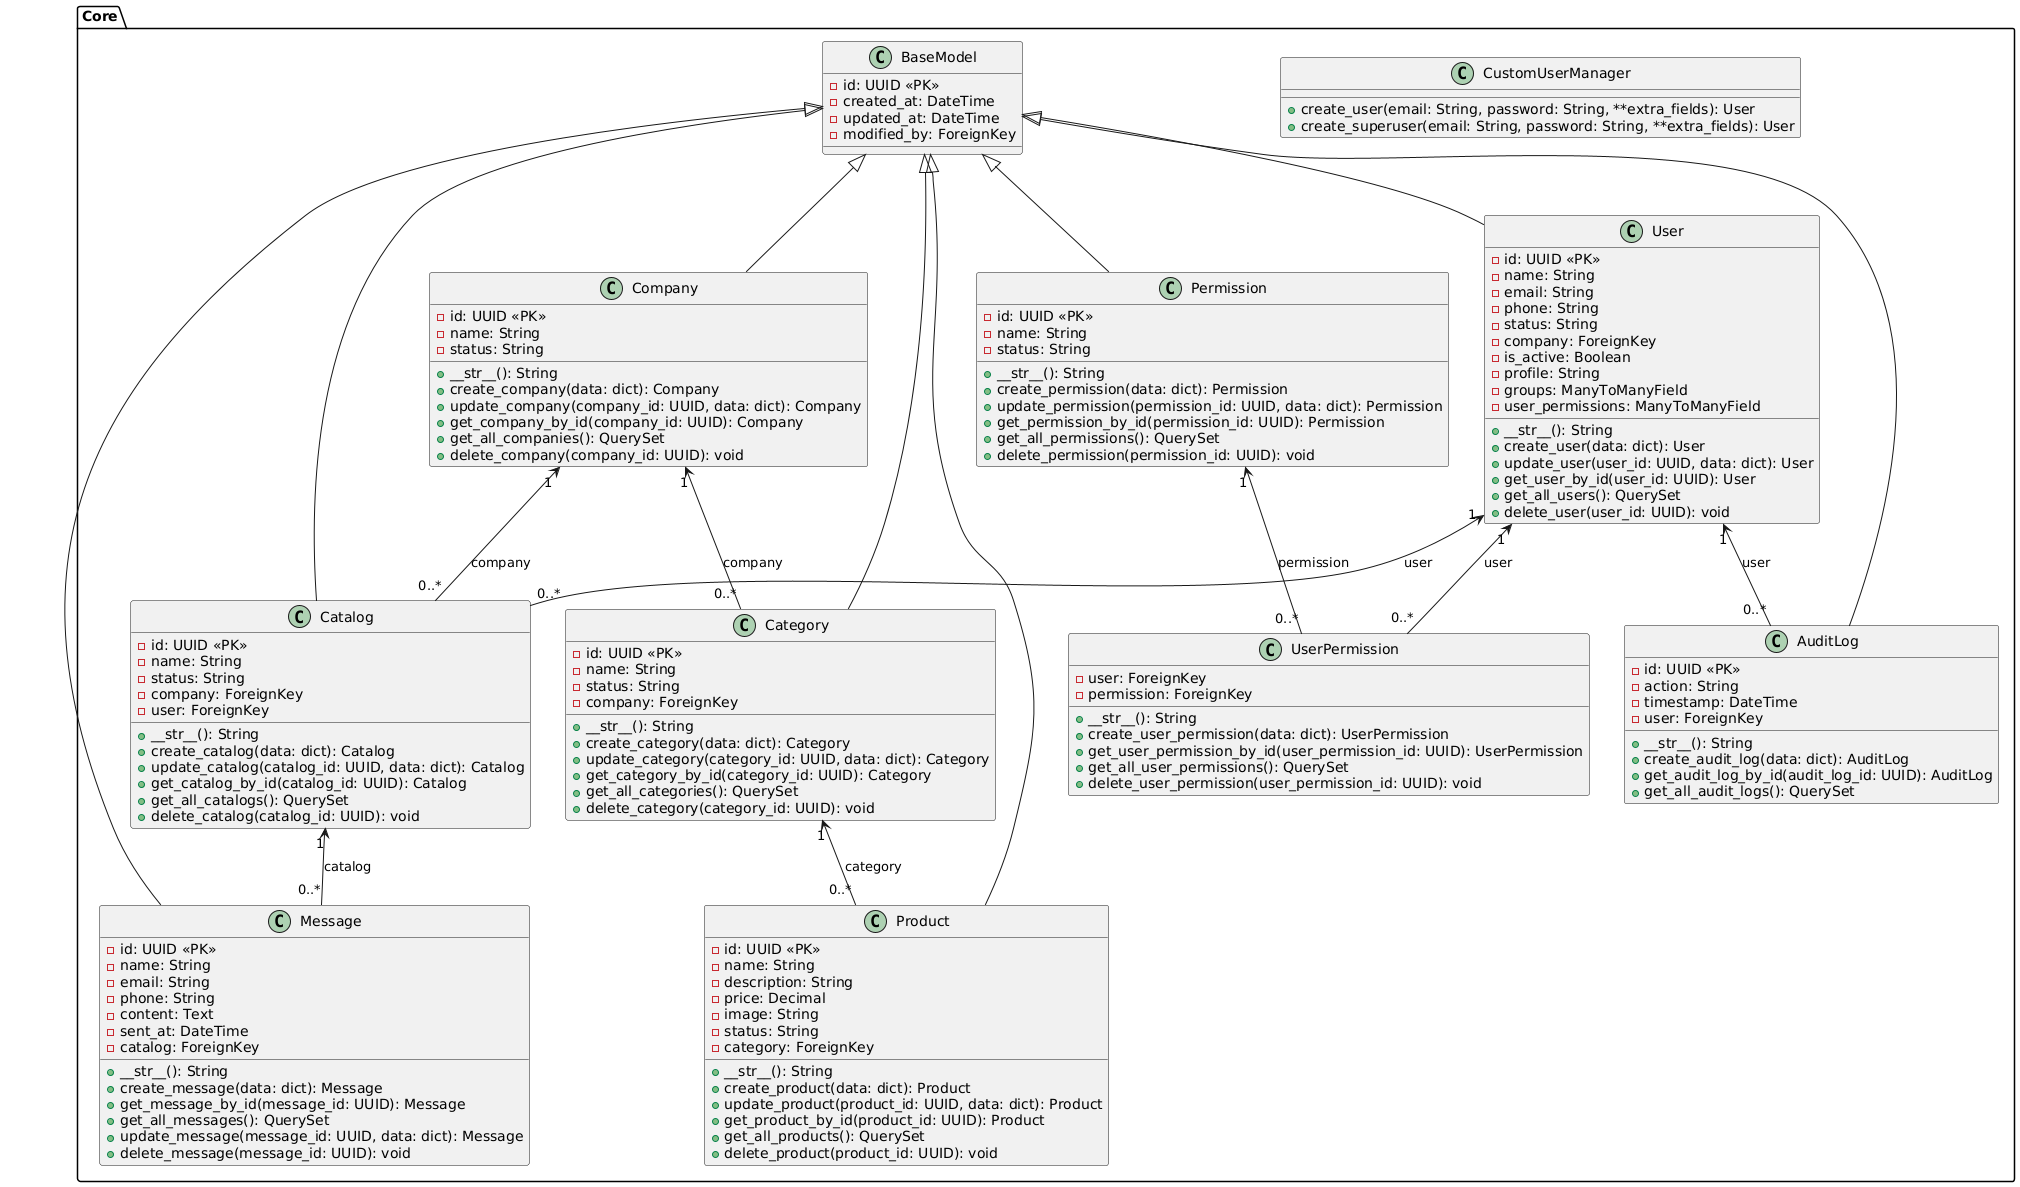 Core
BaseModel
id: UUID «PK»
created_at: DateTime
updated_at: DateTime
modified_by: ForeignKey
CustomUserManager
create_user(email: String, password: String, **extra_fields): User
create_superuser(email: String, password: String, **extra_fields): User
Company
id: UUID «PK»
name: String
status: String
__str__(): String
create_company(data: dict): Company
update_company(company_id: UUID, data: dict): Company
get_company_by_id(company_id: UUID): Company
get_all_companies(): QuerySet
delete_company(company_id: UUID): void
Permission
id: UUID «PK»
name: String
status: String
__str__(): String
create_permission(data: dict): Permission
update_permission(permission_id: UUID, data: dict): Permission
get_permission_by_id(permission_id: UUID): Permission
get_all_permissions(): QuerySet
delete_permission(permission_id: UUID): void
User
id: UUID «PK»
name: String
email: String
phone: String
status: String
company: ForeignKey
is_active: Boolean
profile: String
groups: ManyToManyField
user_permissions: ManyToManyField
__str__(): String
create_user(data: dict): User
update_user(user_id: UUID, data: dict): User
get_user_by_id(user_id: UUID): User
get_all_users(): QuerySet
delete_user(user_id: UUID): void
1
1
1
1
1
1
company
company
permission
user
user
user
0..*
0..*
0..*
0..*
0..*
0..*
Catalog
id: UUID «PK»
name: String
status: String
company: ForeignKey
user: ForeignKey
__str__(): String
create_catalog(data: dict): Catalog
update_catalog(catalog_id: UUID, data: dict): Catalog
get_catalog_by_id(catalog_id: UUID): Catalog
get_all_catalogs(): QuerySet
delete_catalog(catalog_id: UUID): void
Category
id: UUID «PK»
name: String
status: String
company: ForeignKey
__str__(): String
create_category(data: dict): Category
update_category(category_id: UUID, data: dict): Category
get_category_by_id(category_id: UUID): Category
get_all_categories(): QuerySet
delete_category(category_id: UUID): void
UserPermission
user: ForeignKey
permission: ForeignKey
__str__(): String
create_user_permission(data: dict): UserPermission
get_user_permission_by_id(user_permission_id: UUID): UserPermission
get_all_user_permissions(): QuerySet
delete_user_permission(user_permission_id: UUID): void
AuditLog
id: UUID «PK»
action: String
timestamp: DateTime
user: ForeignKey
__str__(): String
create_audit_log(data: dict): AuditLog
get_audit_log_by_id(audit_log_id: UUID): AuditLog
get_all_audit_logs(): QuerySet
1
catalog
0..*
1
category
0..*
Message
id: UUID «PK»
name: String
email: String
phone: String
content: Text
sent_at: DateTime
catalog: ForeignKey
__str__(): String
create_message(data: dict): Message
get_message_by_id(message_id: UUID): Message
get_all_messages(): QuerySet
update_message(message_id: UUID, data: dict): Message
delete_message(message_id: UUID): void
Product
id: UUID «PK»
name: String
description: String
price: Decimal
image: String
status: String
category: ForeignKey
__str__(): String
create_product(data: dict): Product
update_product(product_id: UUID, data: dict): Product
get_product_by_id(product_id: UUID): Product
get_all_products(): QuerySet
delete_product(product_id: UUID): void